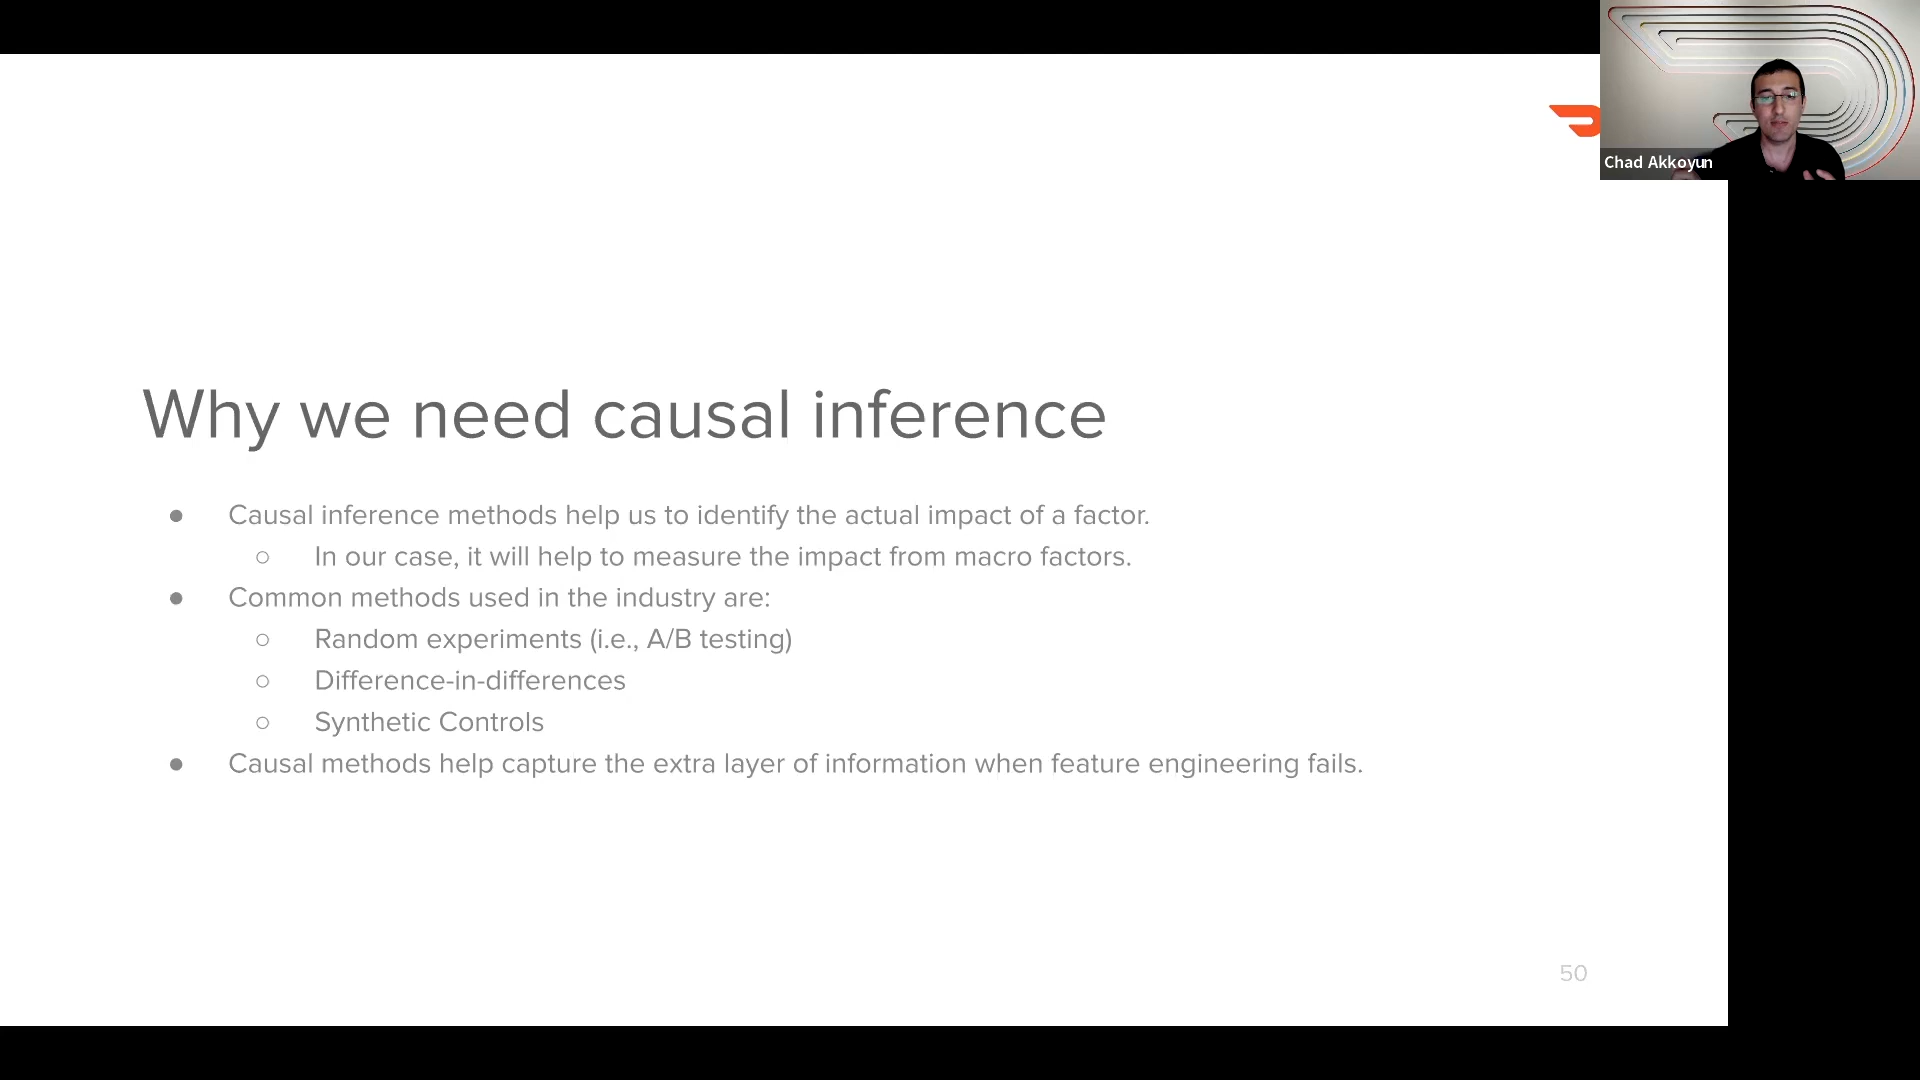 Chad Akkoyun
Why we need causal inference
● Causal inference methods help us to identify the actual impact of a factor.
○ In our case, it will help to measure the impact from macro factors.
● Common methods used in the industry are:
○ Random experiments (i.e., A/B testing)
○ Difference-in-differences
○ Synthetic Controls
● Causal methods help capture the extra layer of information when feature engineering fails.
50